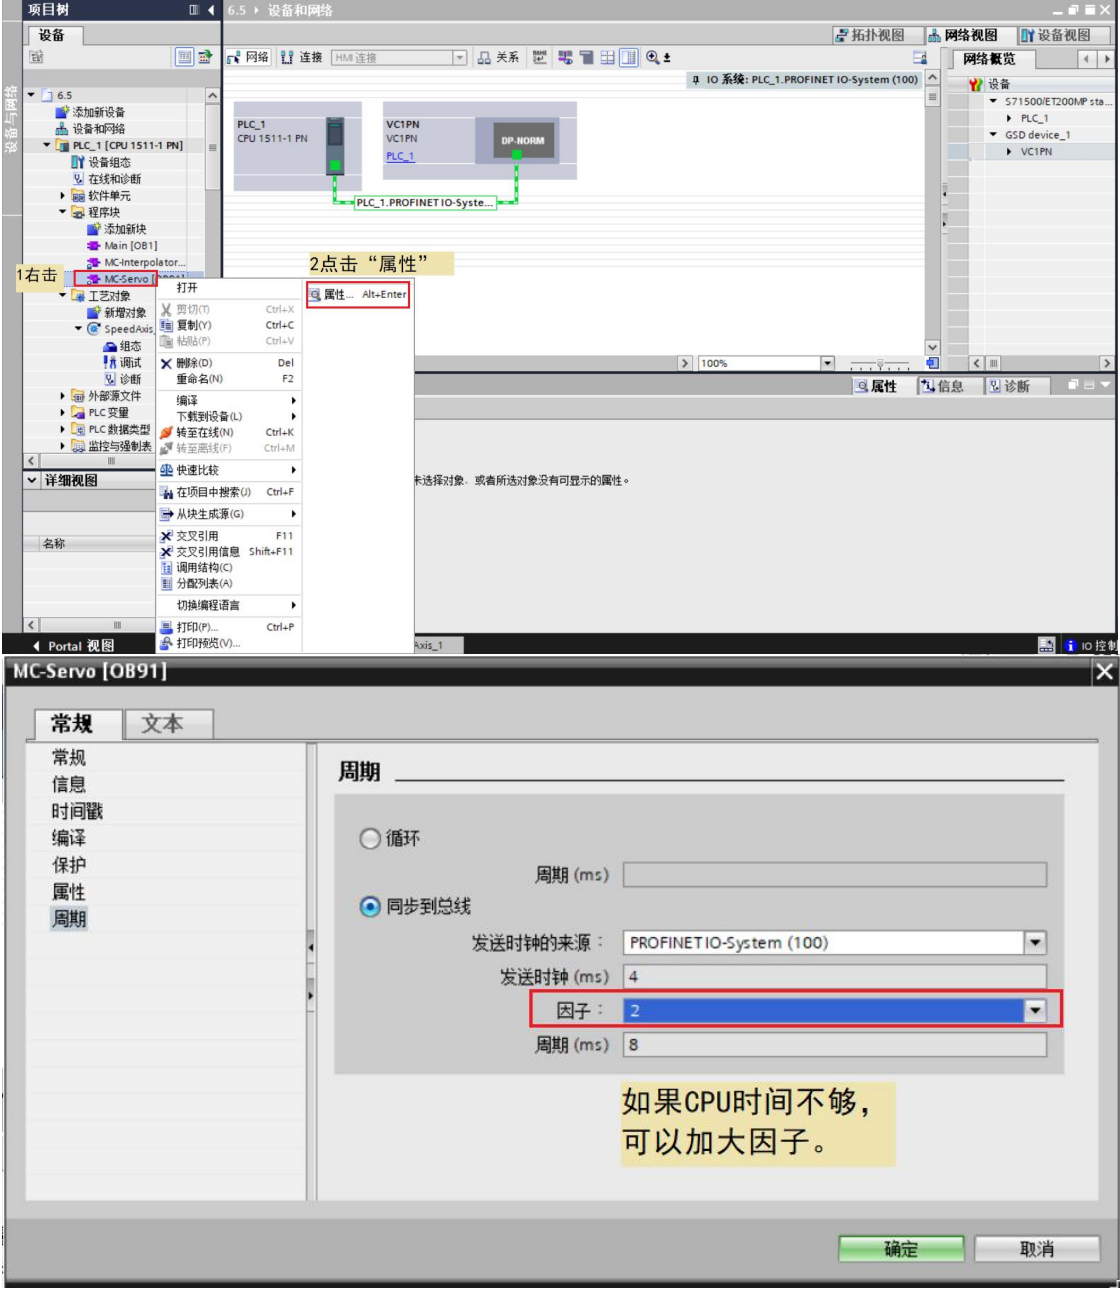 项目树
6.5 › 设备和网络
设备
拓扑视图
网络视图
设备视图
网络
连接
HMI 连接
关系
网络概览
IO 系统: PLC_1.PROFINET IO-System (100)
设备与网络
6.5
添加新设备
设备和网络
PLC_1 [CPU 1511-1 PN]
设备组态
在线和诊断
软件单元
程序块
添加新块
Main [OB1]
MC-Interpolator...
MC-Servo [OB91]
工艺对象
新增对象
SpeedAxis_
组态
调试
诊断
外部源文件
PLC 变量
PLC 数据类型
监控与强制表
PLC_1
CPU 1511-1 PN
VC1PN
VC1PN
PLC_1
DP-NORM
PLC_1.PROFINET IO-Syste...
设备
S71500/ET200MP sta...
PLC_1
GSD device_1
VC1PN
1右击
2点击“属性”
打开
剪切(T) Ctrl+X
复制(Y) Ctrl+C
粘贴(P) Ctrl+V
删除(D) Del
重命名(N) F2
编译
下载到设备(L)
转至在线(N) Ctrl+K
转至离线(F) Ctrl+M
快速比较
在项目中搜索(J) Ctrl+F
从块生成源(G)
交叉引用 F11
交叉引用信息 Shift+F11
调用结构(C)
分配列表(A)
切换编程语言
打印(P)... Ctrl+P
打印预览(V)...
属性... Alt+Enter
100%
属性
信息
诊断
未选择对象，或者所选对象没有可显示的属性。
详细视图
名称
Portal 视图
Axis_1
IO 控制
MC-Servo [OB91]
常规
文本
常规
信息
时间戳
编译
保护
属性
周期
周期
循环
周期 (ms)
同步到总线
发送时钟的来源： PROFINET IO-System (100)
发送时钟 (ms) 4
因子： 2
周期 (ms) 8
如果CPU时间不够，
可以加大因子。
确定
取消